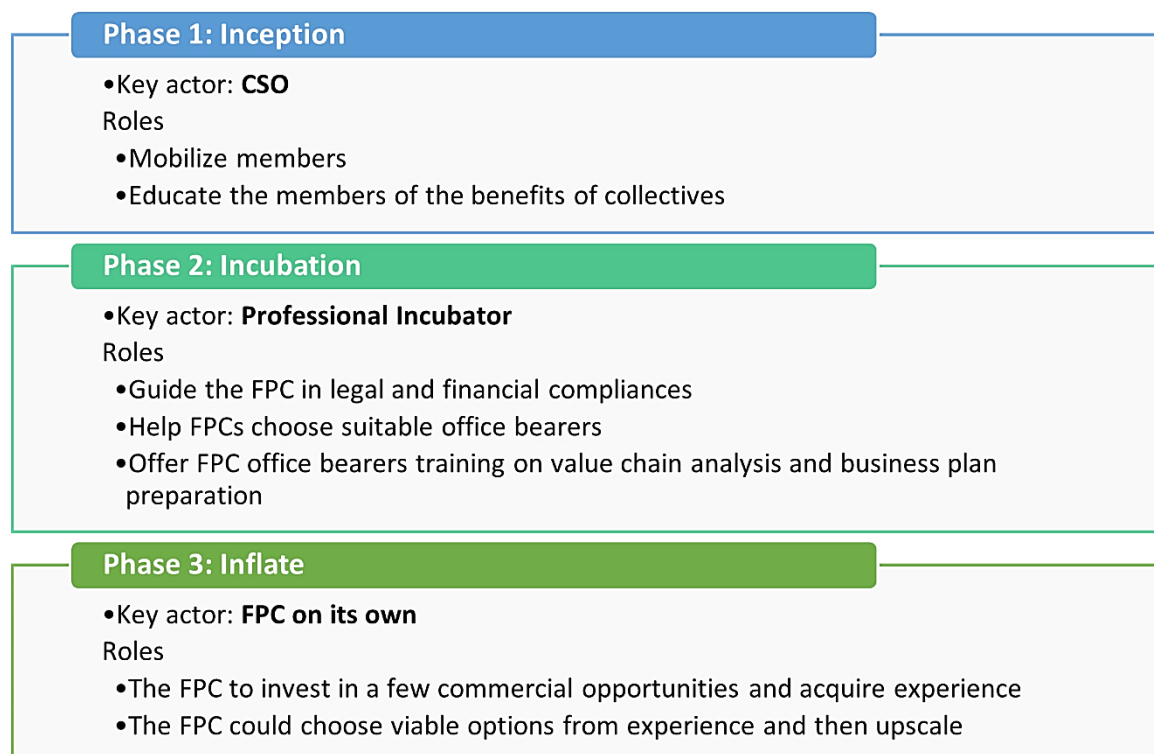 Phase 1: Inception
•Key actor: CSO
Roles
•Mobilize members
•Educate the members of the benefits of collectives
Phase 2: Incubation
•Key actor: Professional Incubator
Roles
•Guide the FPC in legal and financial compliances
•Help FPCs choose suitable office bearers
•Offer FPC office bearers training on value chain analysis and business plan
preparation
Phase 3: Inflate
•Key actor: FPC on its own
Roles
•The FPC to invest in a few commercial opportunities and acquire experience
•The FPC could choose viable options from experience and then upscale